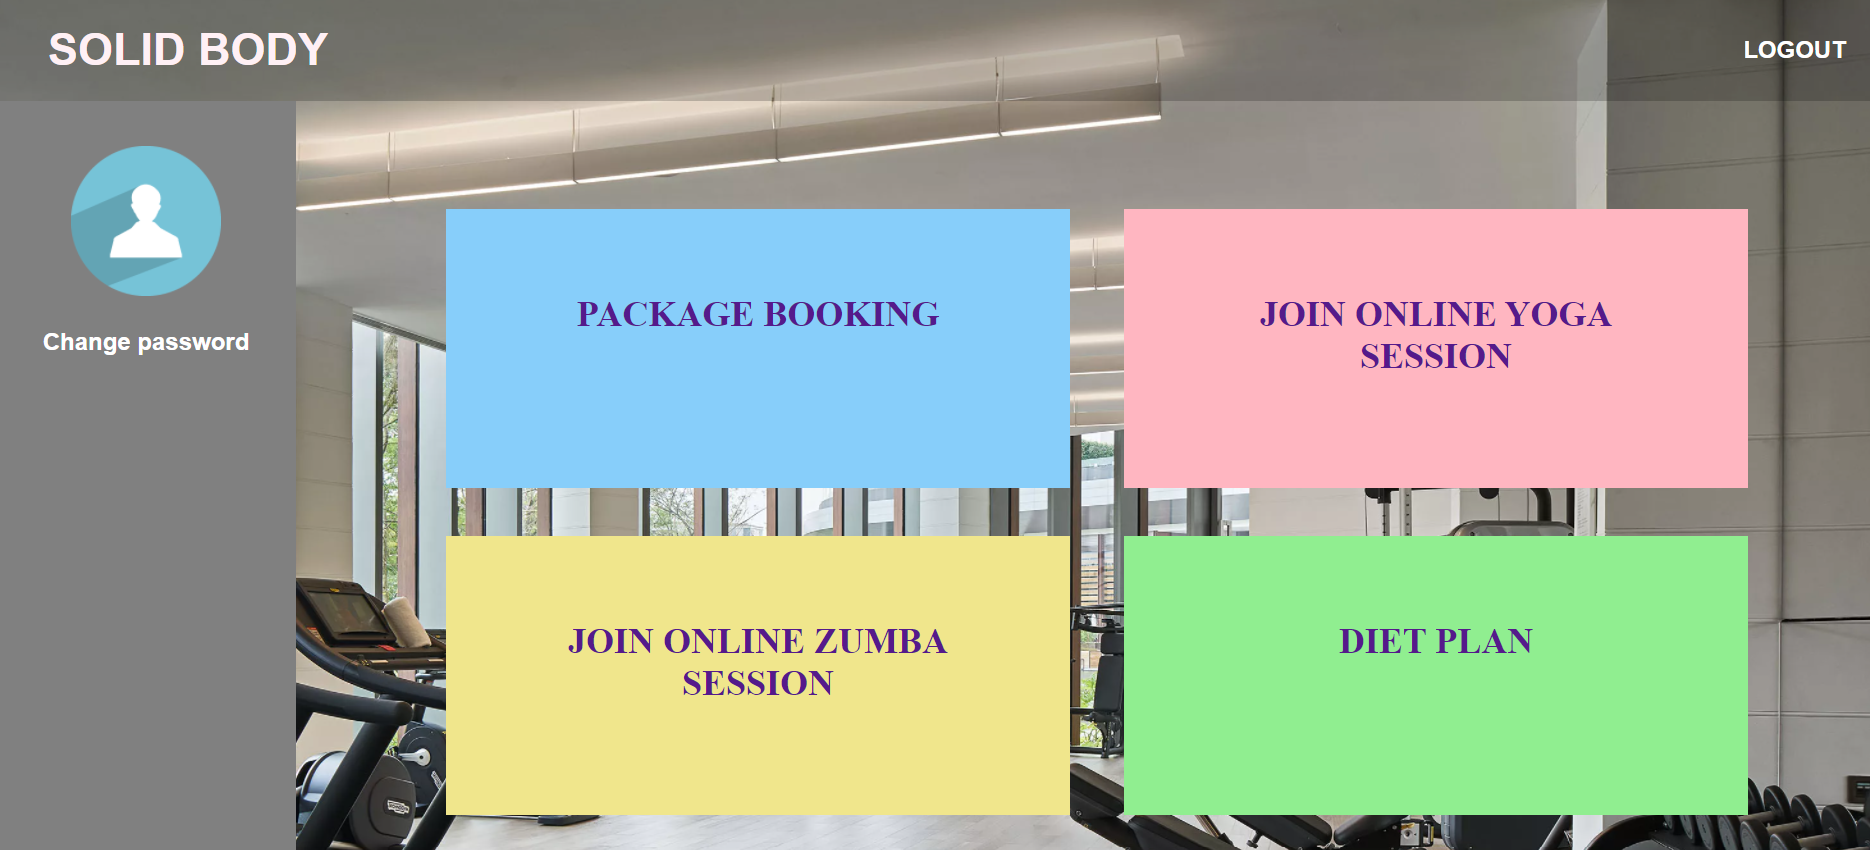 SOLID BODY
LOGOUT
Change password
PACKAGE BOOKING
JOIN ONLINE YOGA
SESSION
JOIN ONLINE ZUMBA
SESSION
DIET PLAN